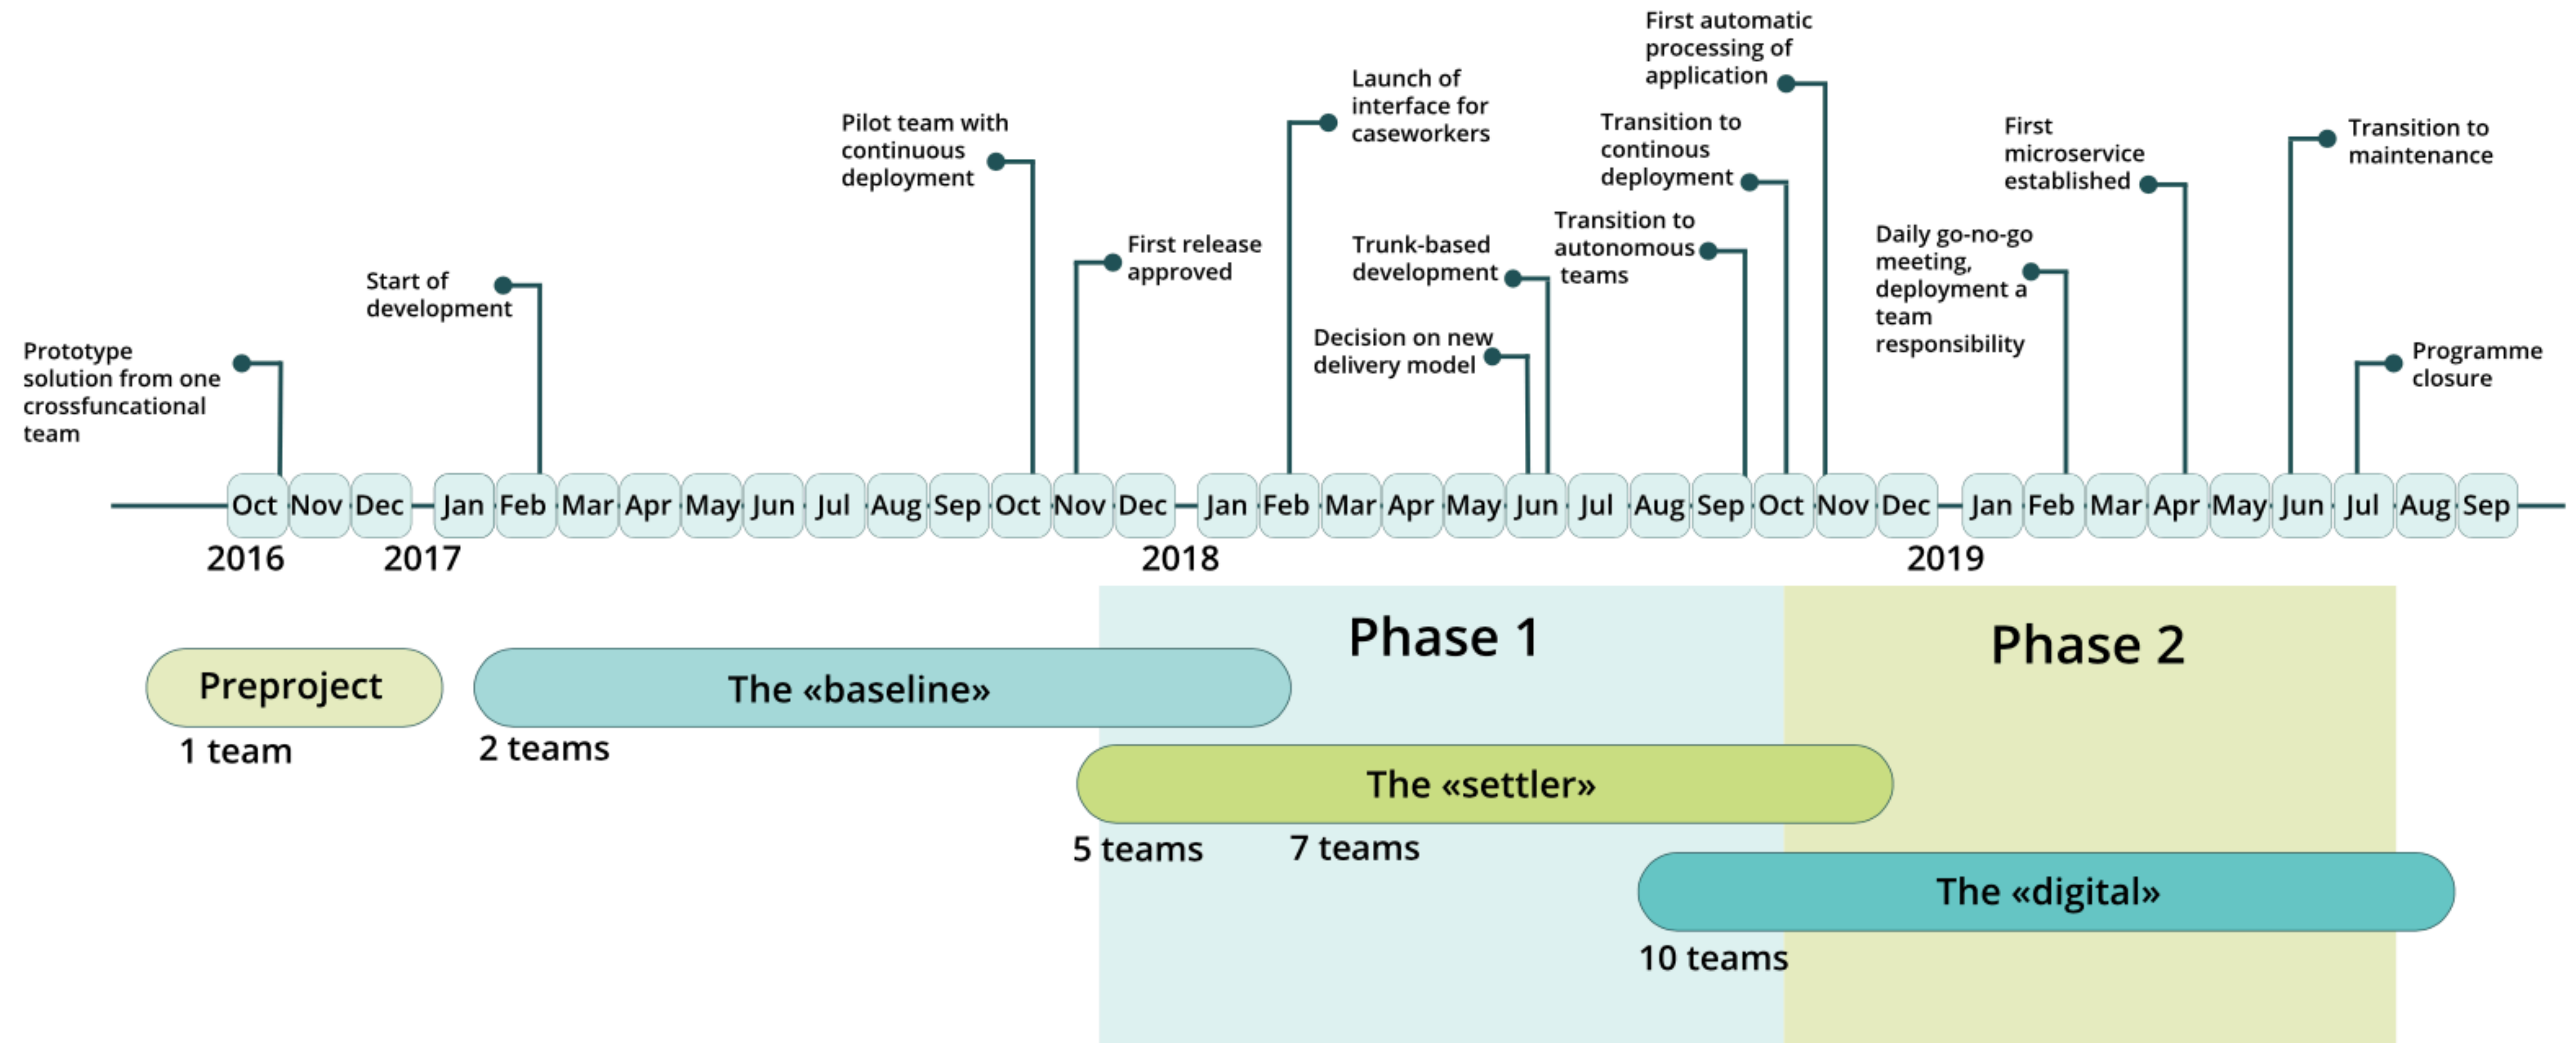 First automatic
processing of
application
Launch of
interface for
caseworkers
Pilot team with
continuous
deployment
Transition to
continous
deployment
First
microservice
established
Transition to
maintenance
First release
approved
Trunk-based
development
Transition to
autonomous
teams
Daily go-no-go
meeting,
deployment a
team
responsibility
Start of
development
Decision on new
delivery model
Prototype
solution from one
crossfuncational
team
Programme
closure
Oct Nov Dec Jan Feb Mar Apr May Jun Jul Aug Sep Oct Nov Dec Jan Feb Mar Apr May Jun Jul Aug Sep Oct Nov Dec Jan Feb Mar Apr May Jun Jul Aug Sep
2016 2017 2018 2019
Phase 1
Phase 2
Preproject
The «baseline»
1 team
2 teams
The «settler»
5 teams
7 teams
The «digital»
10 teams